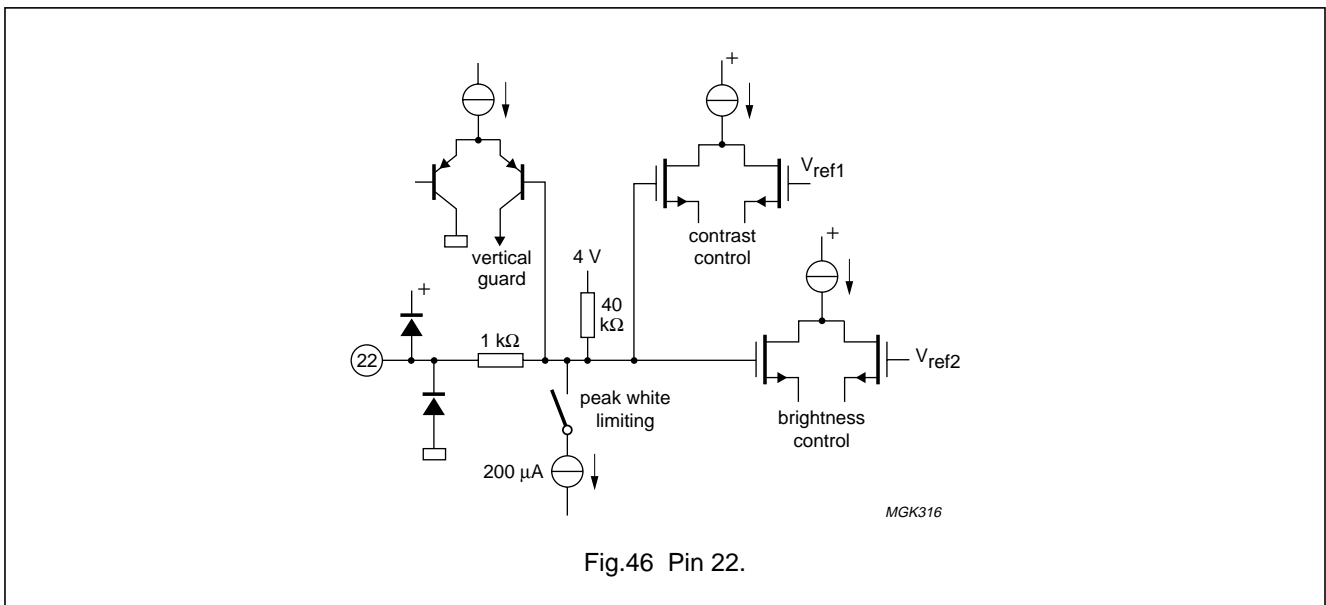 +
V_ref1
contrast
control
vertical
guard
4 V
40
kΩ
+
+
1 kΩ
22
V_ref2
peak white
limiting
brightness
control
200 μA
MGK316
Fig.46 Pin 22.